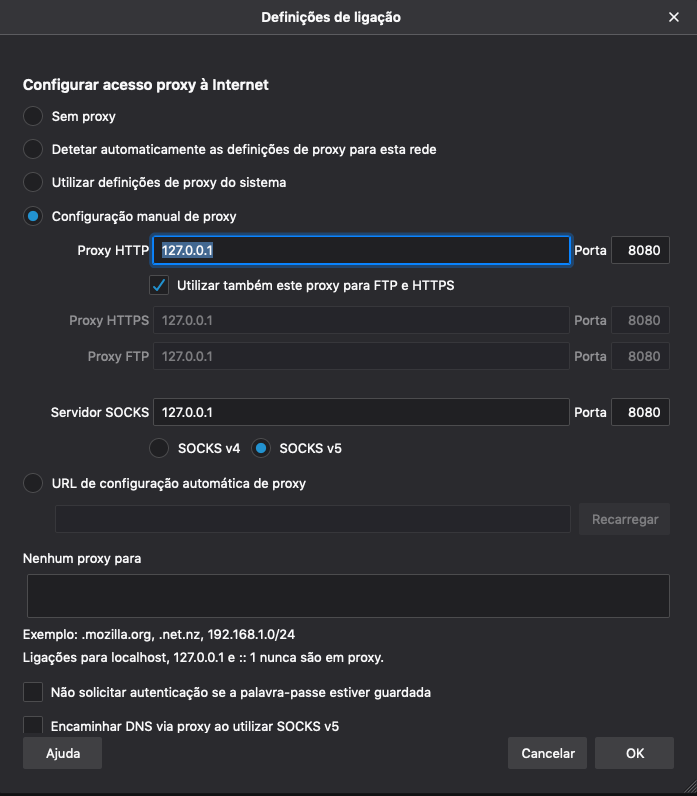 Definições de ligação
Configurar acesso proxy à Internet
Sem proxy
Detetar automaticamente as definições de proxy para esta rede
Utilizar definições de proxy do sistema
Configuração manual de proxy
Proxy HTTP 127.0.0.1 Porta 8080
Utilizar também este proxy para FTP e HTTPS
Proxy HTTPS 127.0.0.1 Porta 8080
Proxy FTP 127.0.0.1 Porta 8080
Servidor SOCKS 127.0.0.1 Porta 8080
SOCKS v4 SOCKS v5
URL de configuração automática de proxy
Recarregar
Nenhum proxy para
Exemplo: .mozilla.org, .net.nz, 192.168.1.0/24
Ligações para localhost, 127.0.0.1 e :: 1 nunca são em proxy.
Não solicitar autenticação se a palavra-passe estiver guardada
Encaminhar DNS via proxy ao utilizar SOCKS v5
Ajuda Cancelar OK